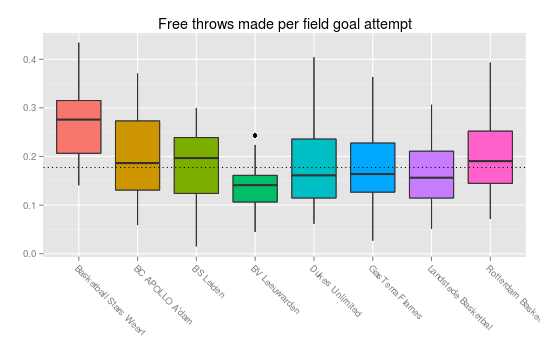 Free throws made per field goal attempt
0.4
0.3
0.2
0.1
0.0
Basketball Stars Weert
BC APOLLO A'dam
BS Leiden
BV Leeuwarden
Dukes Unlimited
GasTerra Flames
Landstede Basketbal
Rotterdam Baske